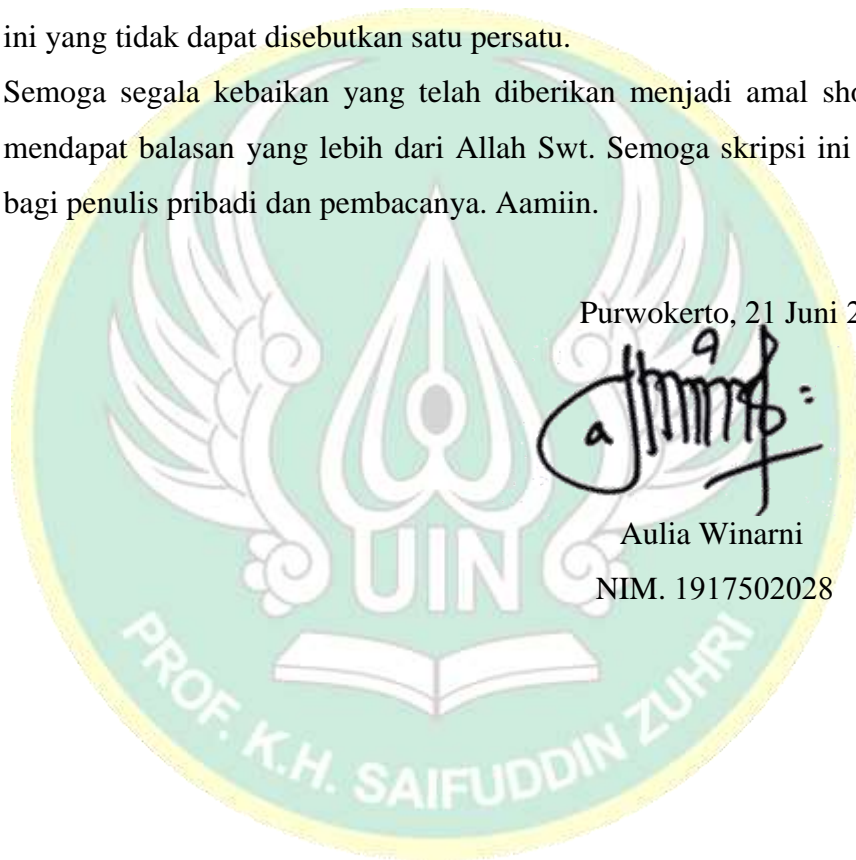 ini yang tidak dapat disebutkan satu persatu.
Semoga segala kebaikan yang telah diberikan menjadi amal
mendapat balasan yang lebih dari Allah Swt. Semoga skripsi ini
bagi penulis pribadi dan pembacanya. Aamiin.
Purwokerto, 21 Juni
Aulia Winarni
NIM. 1917502028
UIN
PROF. K.H. SAIFUDDIN ZUHRI